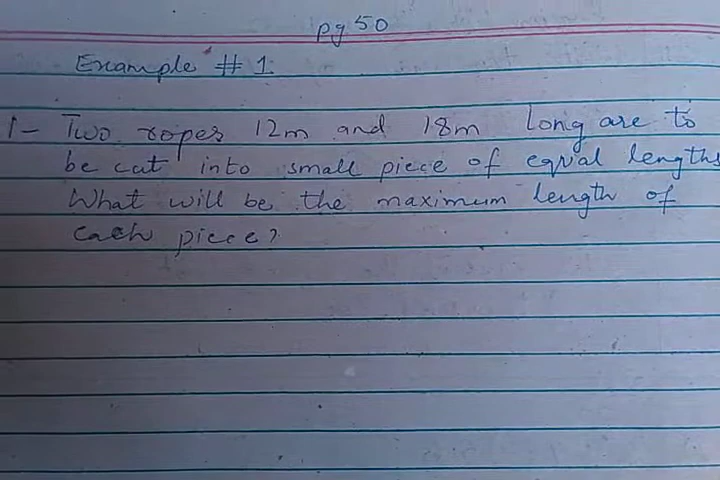 pg 50
Example # 1
1- Two ropes 12m and 18m long are to
be cut into small piece of equal lengths
What will be the maximum length of
each piece?